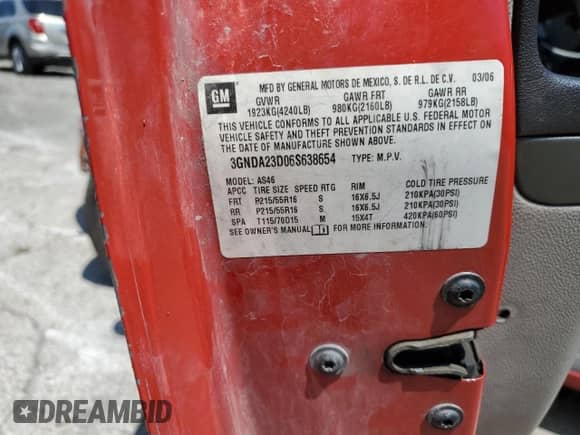 GM
MFD BY GENERAL MOTORS DE MEXICO, S. DE R.L. DE C.V. 03/06
GVWR GAWR FRT GAWR RR
1923KG(4240LB) 980KG(2160LB) 979KG(2158LB)
THIS VEHICLE CONFORMS TO ALL APPLICABLE U.S. FEDERAL MOTOR
VEHICLE SAFETY AND THEFT PREVENTION STANDARDS IN EFFECT ON
THE DATE OF MANUFACTURE SHOWN ABOVE.
3GNDA23D06S638654 TYPE: M.P.V.
MODEL: AS46
APCC TIRE SIZE SPEED RTG RIM COLD TIRE PRESSURE
FRT P215/55R16 S 16X6.5J 210KPA(30PSI)
RR P215/55R16 S 16X6.5J 210KPA(30PSI)
SPA T115/70D15 M 15X4T 420KPA(60PSI)
SEE OWNER'S MANUAL FOR MORE INFORMATION.
DREAMBID